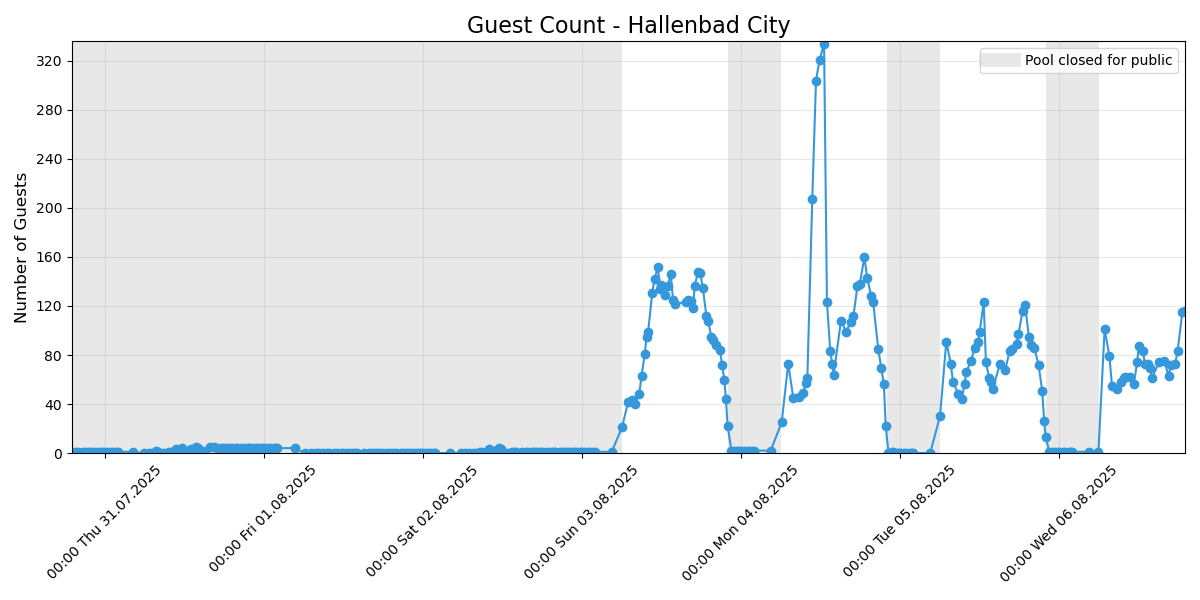 Guest Count - Hallenbad City
Pool closed for public
Number of Guests
320
280
240
200
160
120
80
40
0
00:00 Thu 31.07.2025
00:00 Fri 01.08.2025
00:00 Sat 02.08.2025
00:00 Sun 03.08.2025
00:00 Mon 04.08.2025
00:00 Tue 05.08.2025
00:00 Wed 06.08.2025